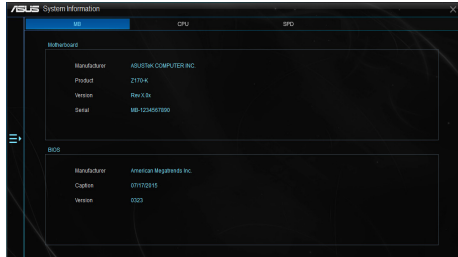 ASUS System Information
MB CPU SPD
Motherboard
Manufacturer ASUSTeK COMPUTER INC.
Product Z170-K
Version Rev X.0x
Serial MB-1234567890
BIOS
Manufacturer American Megatrends Inc.
Caption 07/17/2015
Version 0323